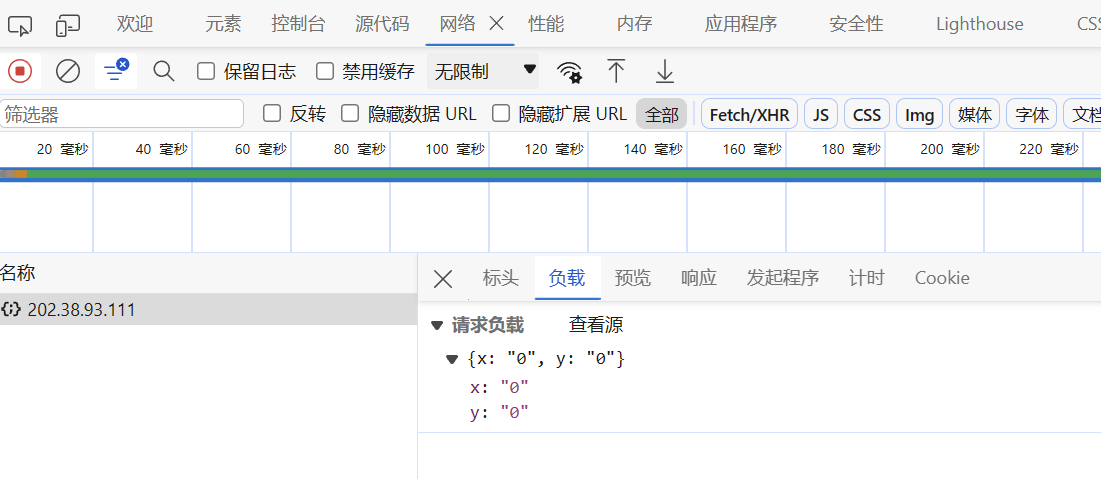 欢迎 元素 控制台 源代码 网络 性能 内存 应用程序 安全性 Lighthouse CSS
保留日志 禁用缓存 无限制
筛选器 反转 隐藏数据 URL 隐藏扩展 URL 全部 Fetch/XHR JS CSS Img 媒体 字体 文档
20 毫秒 40 毫秒 60 毫秒 80 毫秒 100 毫秒 120 毫秒 140 毫秒 160 毫秒 180 毫秒 200 毫秒 220 毫秒
名称 标头 负载 预览 响应 发起程序 计时 Cookie
202.38.93.111
请求负载 查看源
{x: "0", y: "0"}
x: "0"
y: "0"